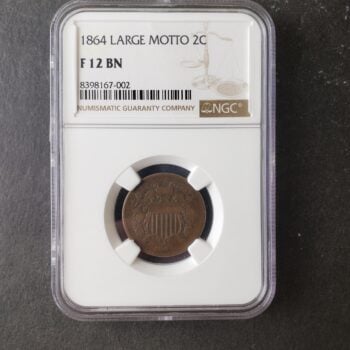 1864 LARGE MOTTO 2C
F 12 BN
8398167-002
NUMISMATIC GUARANTY COMPANY
NGC®